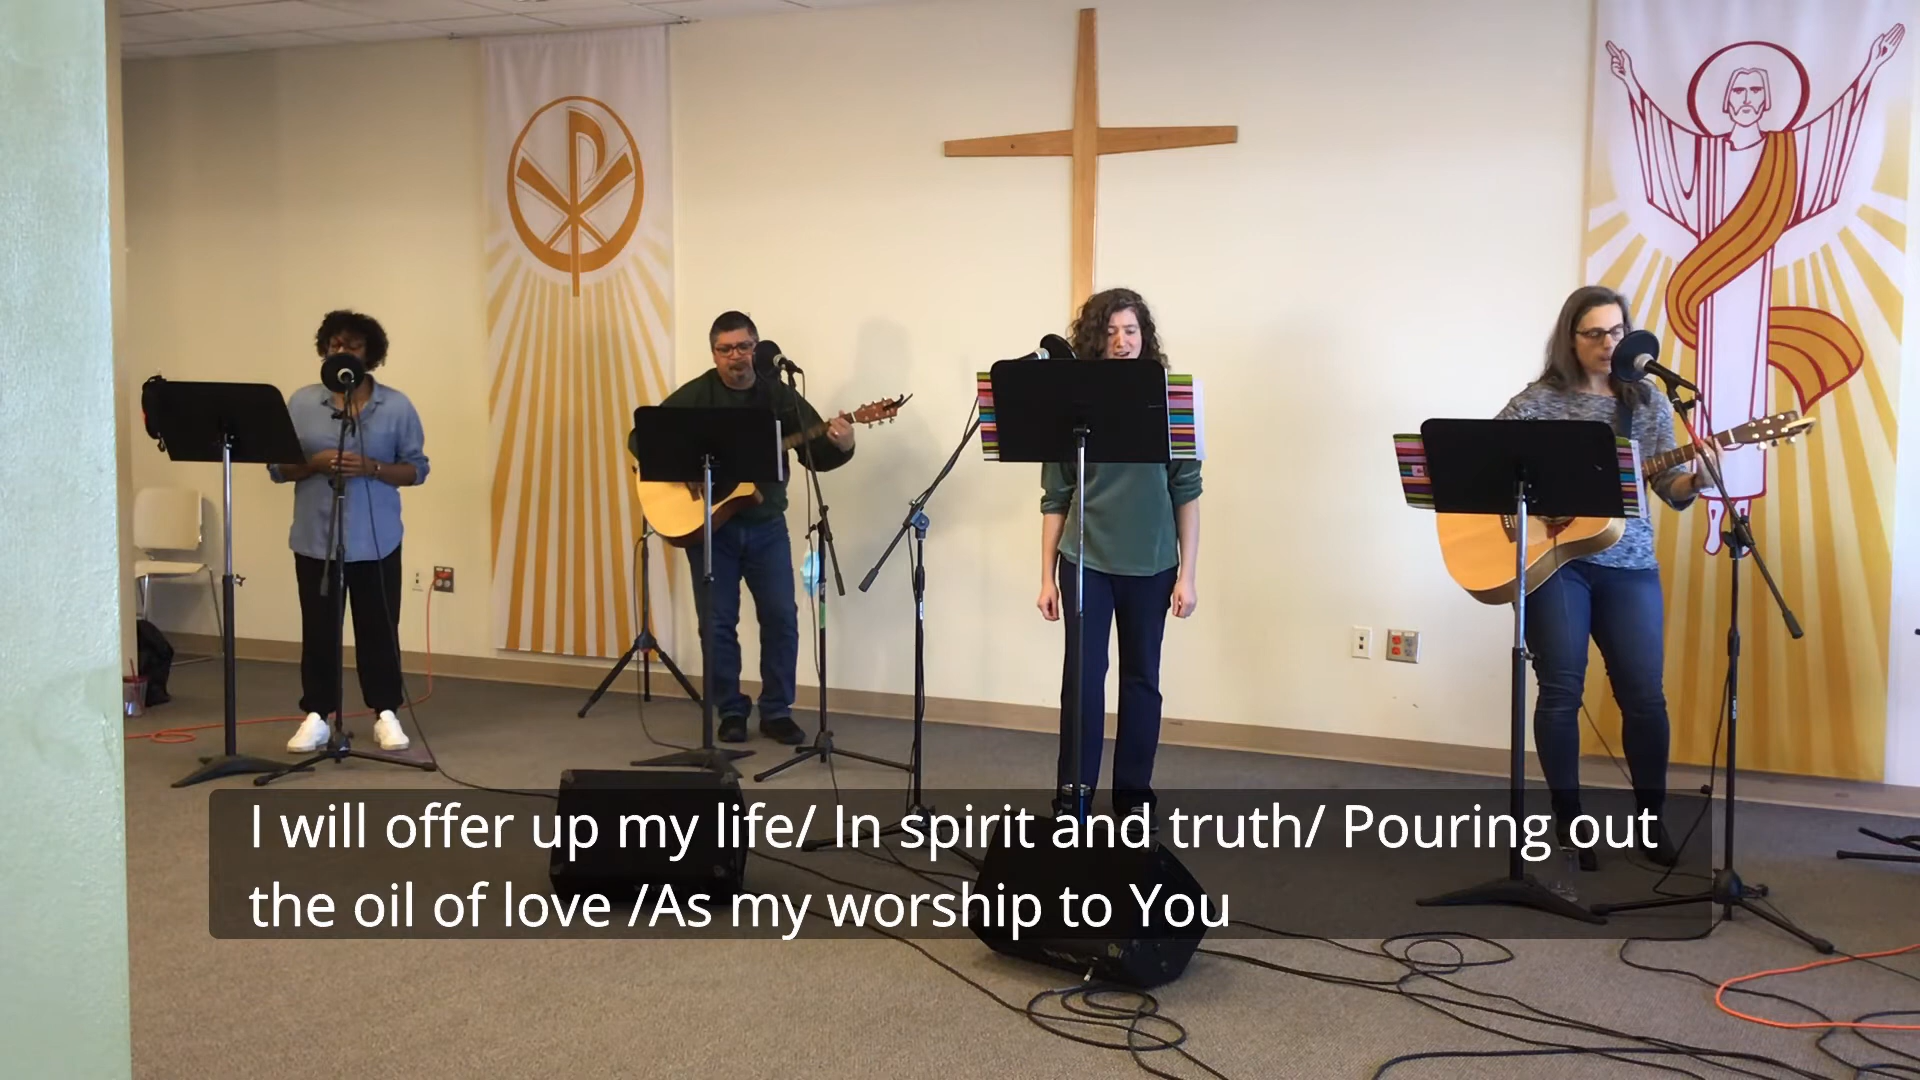 I will offer up my life/ In spirit and truth/ Pouring out
the oil of love /As my worship to You